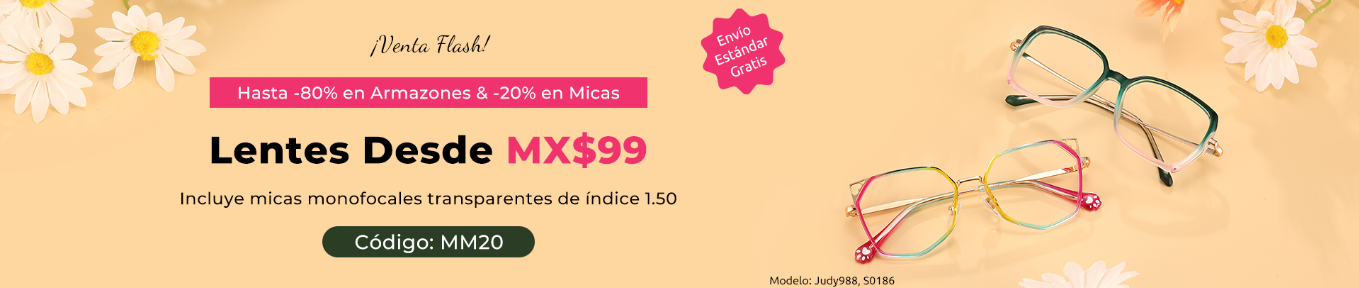 ¡Venta Flash!
Hasta -80% en Armazones & -20% en Micas
Lentes Desde MX$99
Incluye micas monofocales transparentes de índice 1.50
Código: MM20
Envío
Estándar
Gratis
Modelo: Judy988, S0186